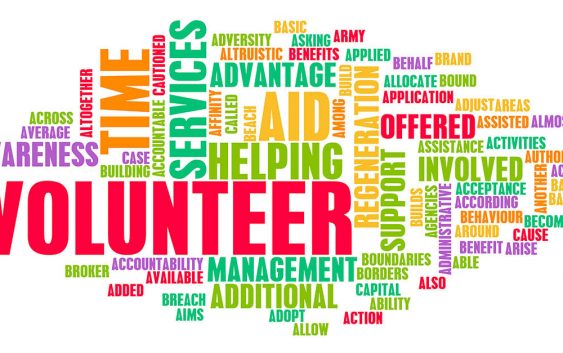 BASIC
ADVERSITY
ASKING
ARMY
ALTRUISTIC
BENEFITS
APPLIED
BEHALF
BRAND
ADVANTAGE
BUILD
ALLOCATE
BOUND
ALTOGETHER
TIME
CAUTIONED
SERVICES
AFFINITY
CALLED
BEACH
AID
AMONG
REGENERATION
APPLICATION
ADJUST
AREAS
ACROSS
OFFERED
ASSISTED
ALMOS
AVERAGE
ACCOUNTABLE
ASSISTANCE
ACTIVITIES
WARENESS
CASE
HELPING
SUPPORT
INVOLVED
AUTHO
BUILDING
ANOTHER
VOLUNTEER
BUILDS
AGENCIES
ADMINISTRATIVE
ACCEPTANCE
ACCORDING
BEHAVIOUR
BECOM
AROUND
CAUSE
BENEFIT
ARISE
BROKER
ACCOUNTABILITY
MANAGEMENT
BOUNDARIES
ABLE
AVAILABLE
BORDERS
ADDED
ADDITIONAL
CAPITAL
ALSO
BREACH
ABILITY
AIMS
ADOPT
ACTION
ALLOW